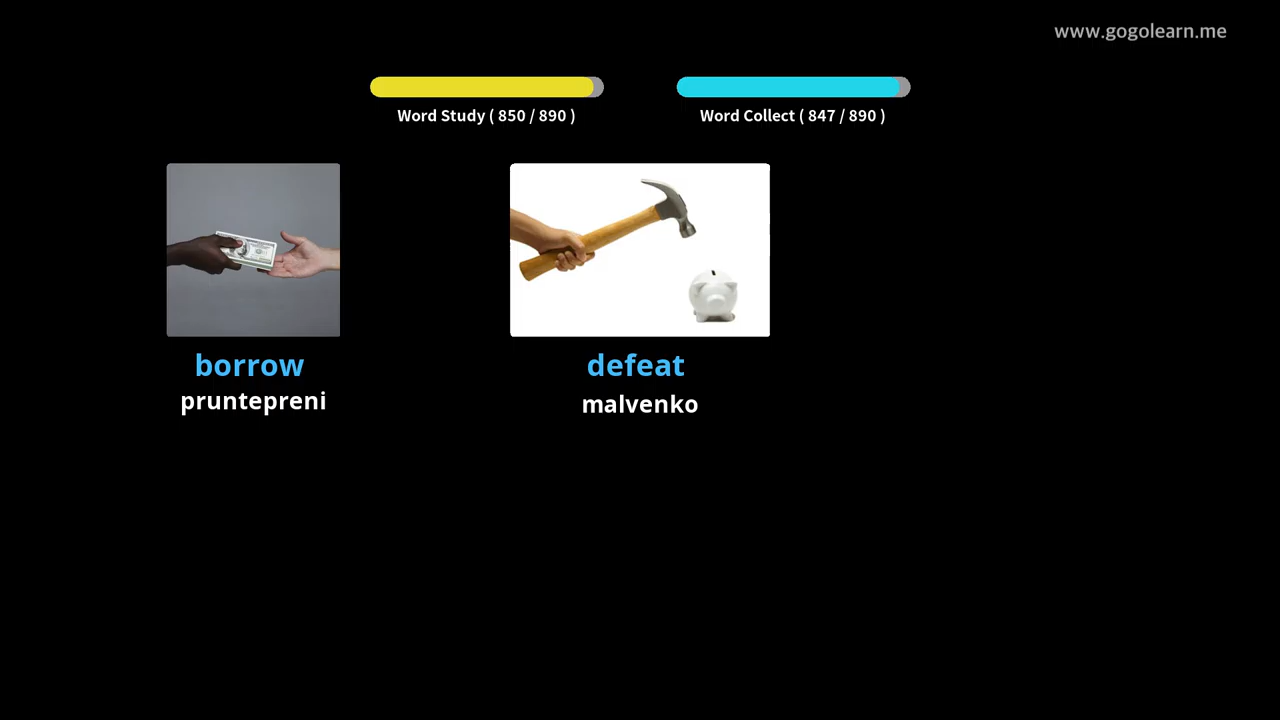 www.gogolearn.me
Word Study ( 850 / 890 )
Word Collect ( 847 / 890 )
borrow
pruntepreni
defeat
malvenko